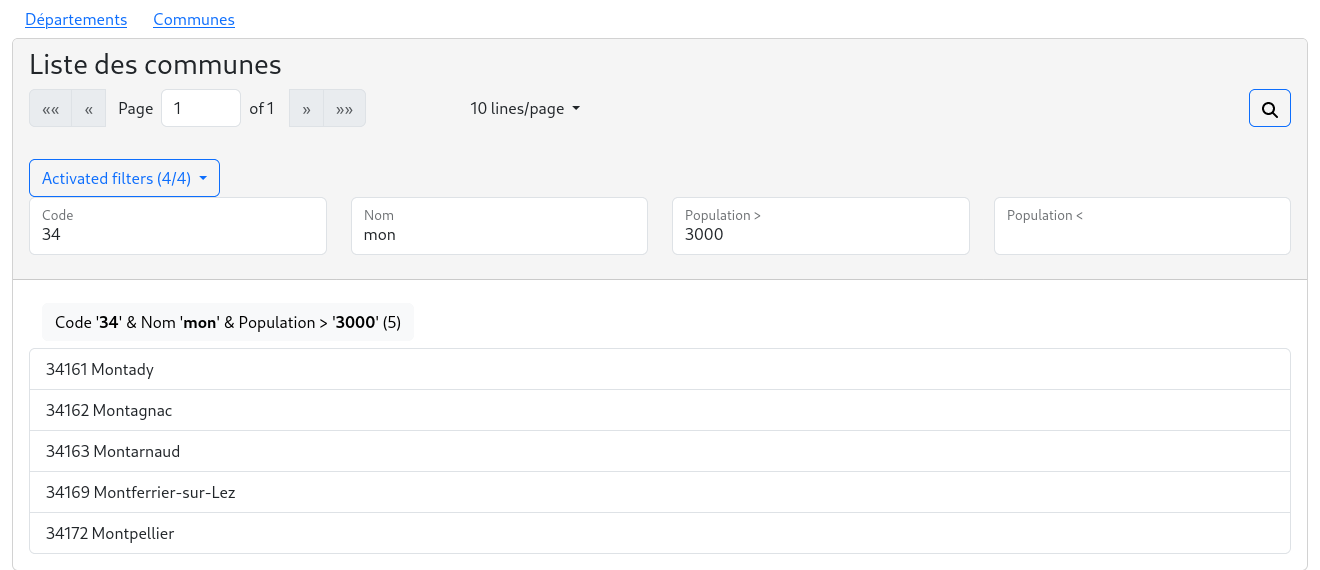 Départements Communes
Liste des communes
«« « Page 1 of 1 » »» 10 lines/page
Activated filters (4/4)
Code Nom Population > Population <
34 mon 3000
Code '34' & Nom 'mon' & Population > '3000' (5)
34161 Montady
34162 Montagnac
34163 Montarnaud
34169 Montferrier-sur-Lez
34172 Montpellier